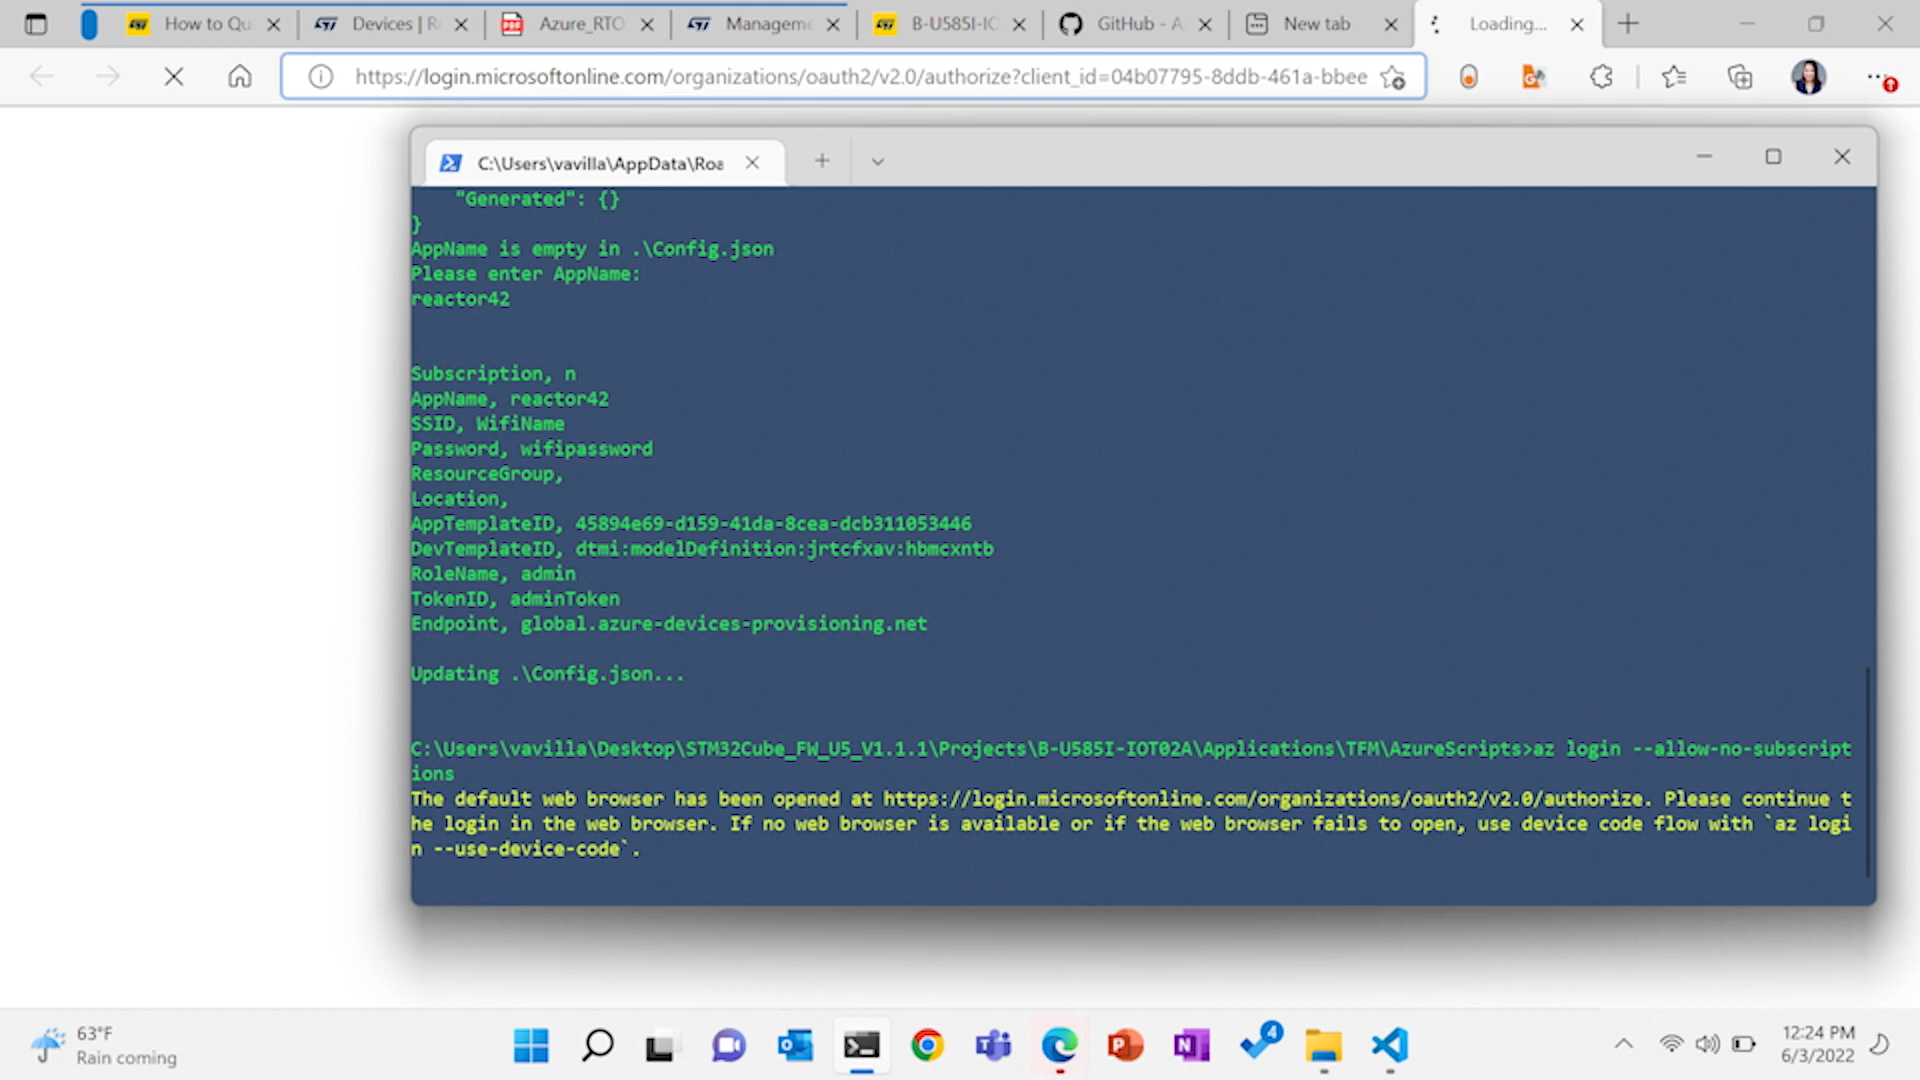 How to Qu
Devices | R
Azure_RTO
Manageme
B-U585I-IO
GitHub - A
New tab
Loading...
https://login.microsoftonline.com/organizations/oauth2/v2.0/authorize?client_id=04b07795-8ddb-461a-bbee
C:\Users\vavilla\AppData\Roa
"Generated": {}
}
AppName is empty in .\Config.json
Please enter AppName:
reactor42
Subscription, n
AppName, reactor42
SSID, WifiName
Password, wifipassword
ResourceGroup,
Location,
AppTemplateID, 45894e69-d159-41da-8cea-dcb311053446
DevTemplateID, dtmi:modelDefinition:jrtcfxav:hbmcxntb
RoleName, admin
TokenID, adminToken
Endpoint, global.azure-devices-provisioning.net
Updating .\Config.json...
C:\Users\vavilla\Desktop\STM32Cube_FW_U5_V1.1.1\Projects\B-U585I-IOT02A\Applications\TFM\AzureScripts>az login --allow-no-subscript
ions
The default web browser has been opened at https://login.microsoftonline.com/organizations/oauth2/v2.0/authorize. Please continue t
he login in the web browser. If no web browser is available or if the web browser fails to open, use device code flow with `az logi
n --use-device-code`.
63°F
Rain coming
4
12:24 PM
6/3/2022